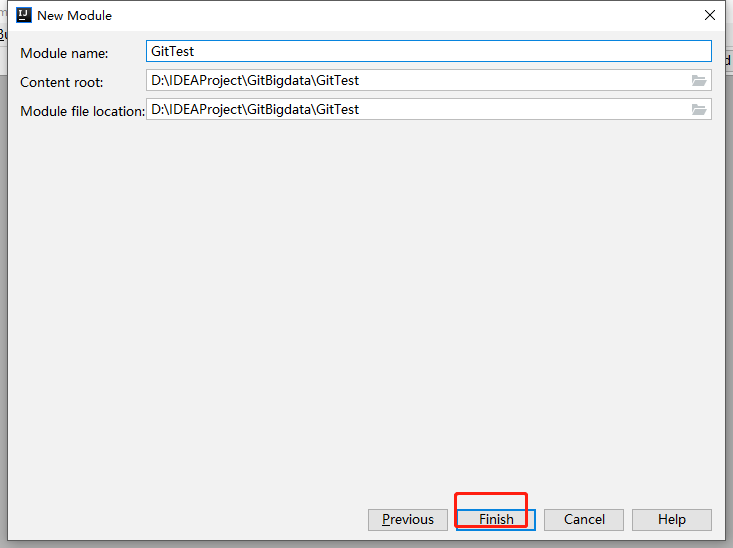 New Module
Module name: GitTest
Content root: D:\IDEAProject\GitBigdata\GitTest
Module file location: D:\IDEAProject\GitBigdata\GitTest
Previous Finish Cancel Help